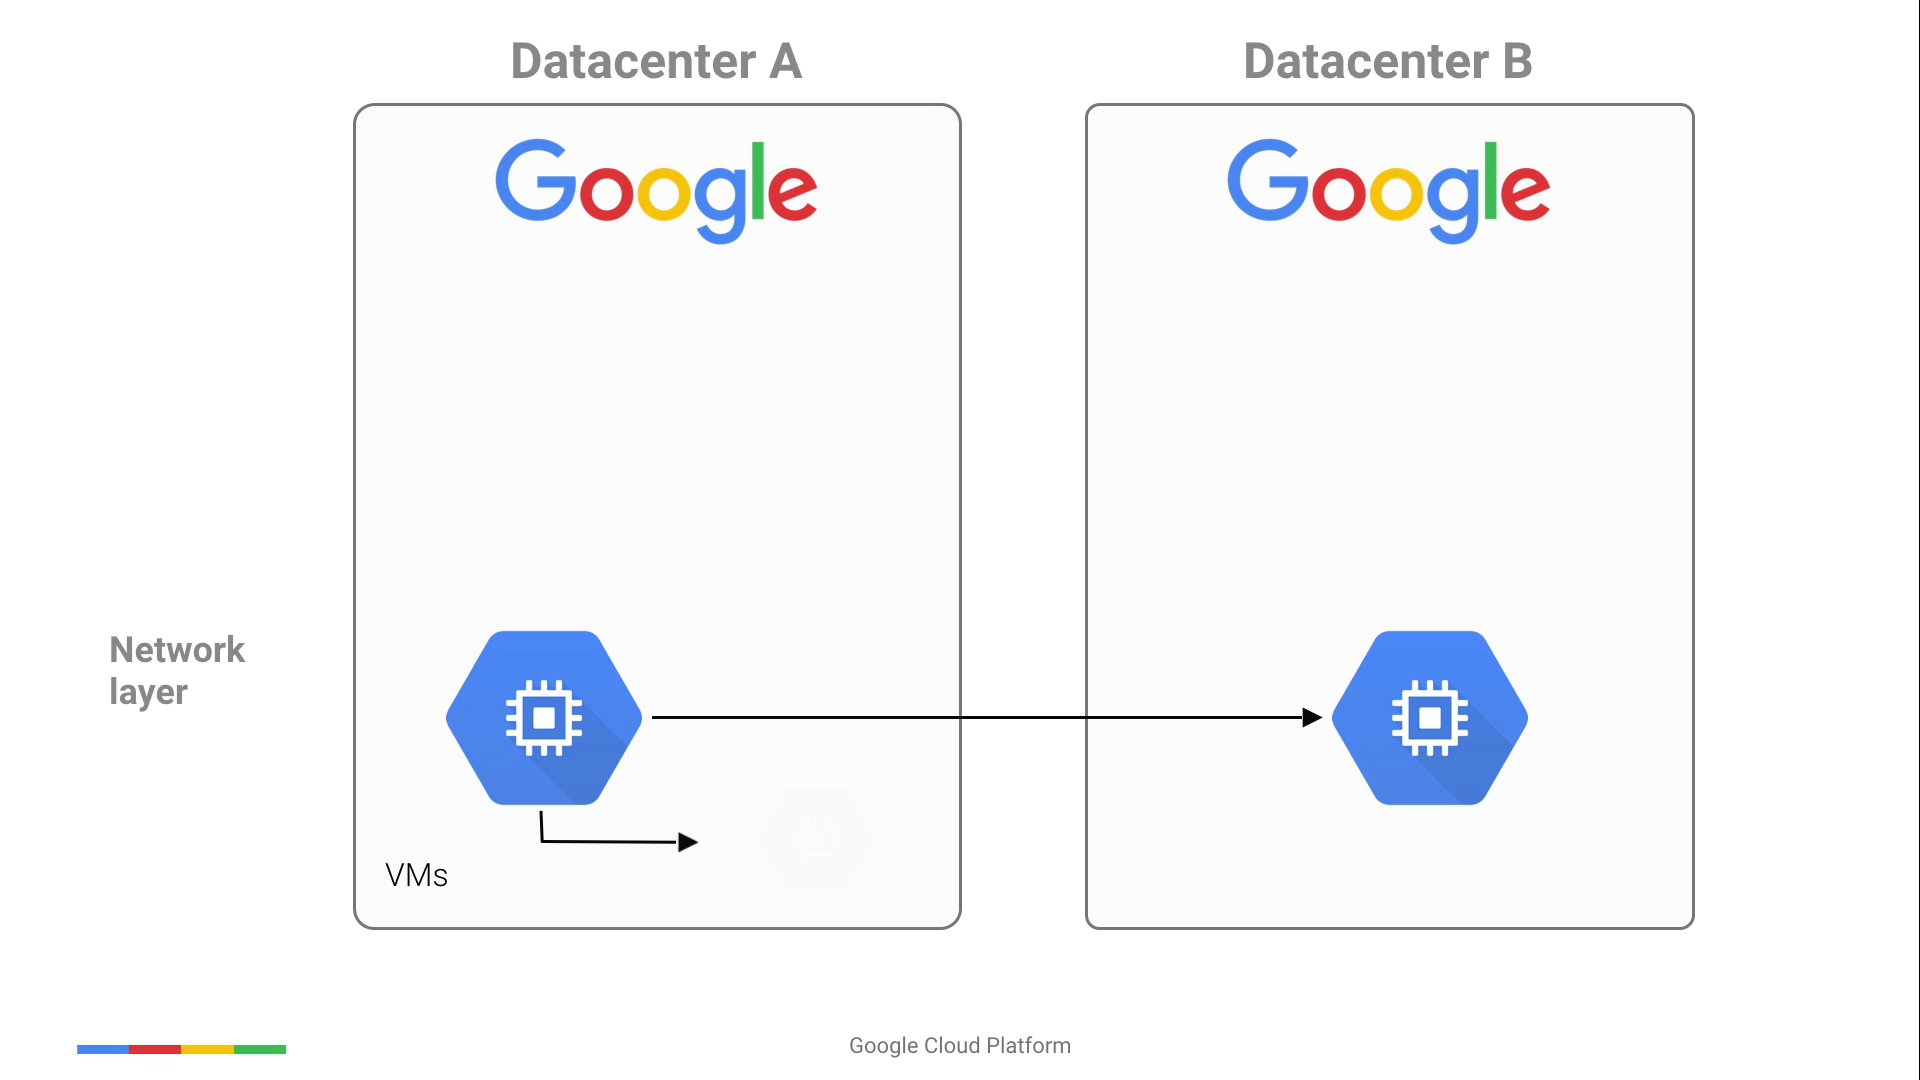 Datacenter A
Datacenter B
Google
Google
Network
layer
VMs
Google Cloud Platform